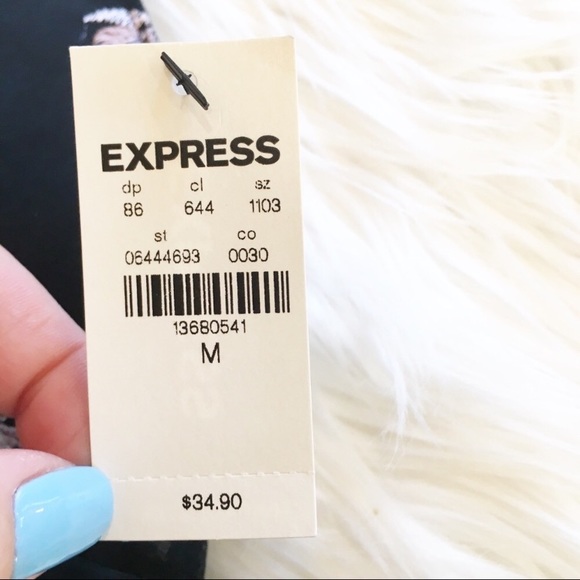 EXPRESS
dp cl sz
86 644 1103
st co
06444693 0030
13680541
M
$34.90